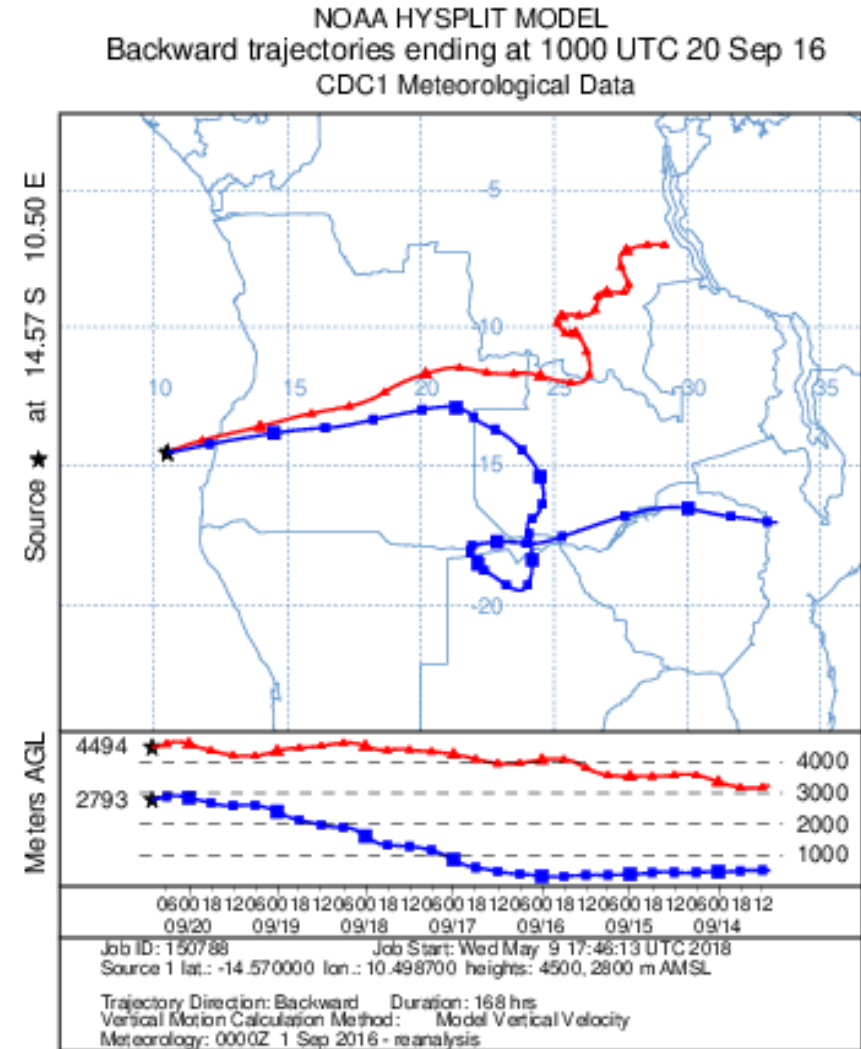 NOAA HYSPLIT MODEL
Backward trajectories ending at 1000 UTC 20 Sep 16
CDC1 Meteorological Data
Source ★ at 14.57 S 10.50 E
-5
-10
10 15 20 25 30 35
-15
-20
Meters AGL
4494
2793
4000
3000
2000
1000
06 00 18 12 06 00 18 12 06 00 18 12 06 00 18 12 06 00 18 12 06 00 18 12 06 00 18 12
09/20 09/19 09/18 09/17 09/16 09/15 09/14
Job ID: 150788 Job Start: Wed May 9 17:46:13 UTC 2018
Source 1 lat.: -14.570000 lon.: 10.498700 heights: 4500, 2800 m AMSL
Trajectory Direction: Backward Duration: 168 hrs
Vertical Motion Calculation Method: Model Vertical Velocity
Meteorology: 0000Z 1 Sep 2016 - reanalysis